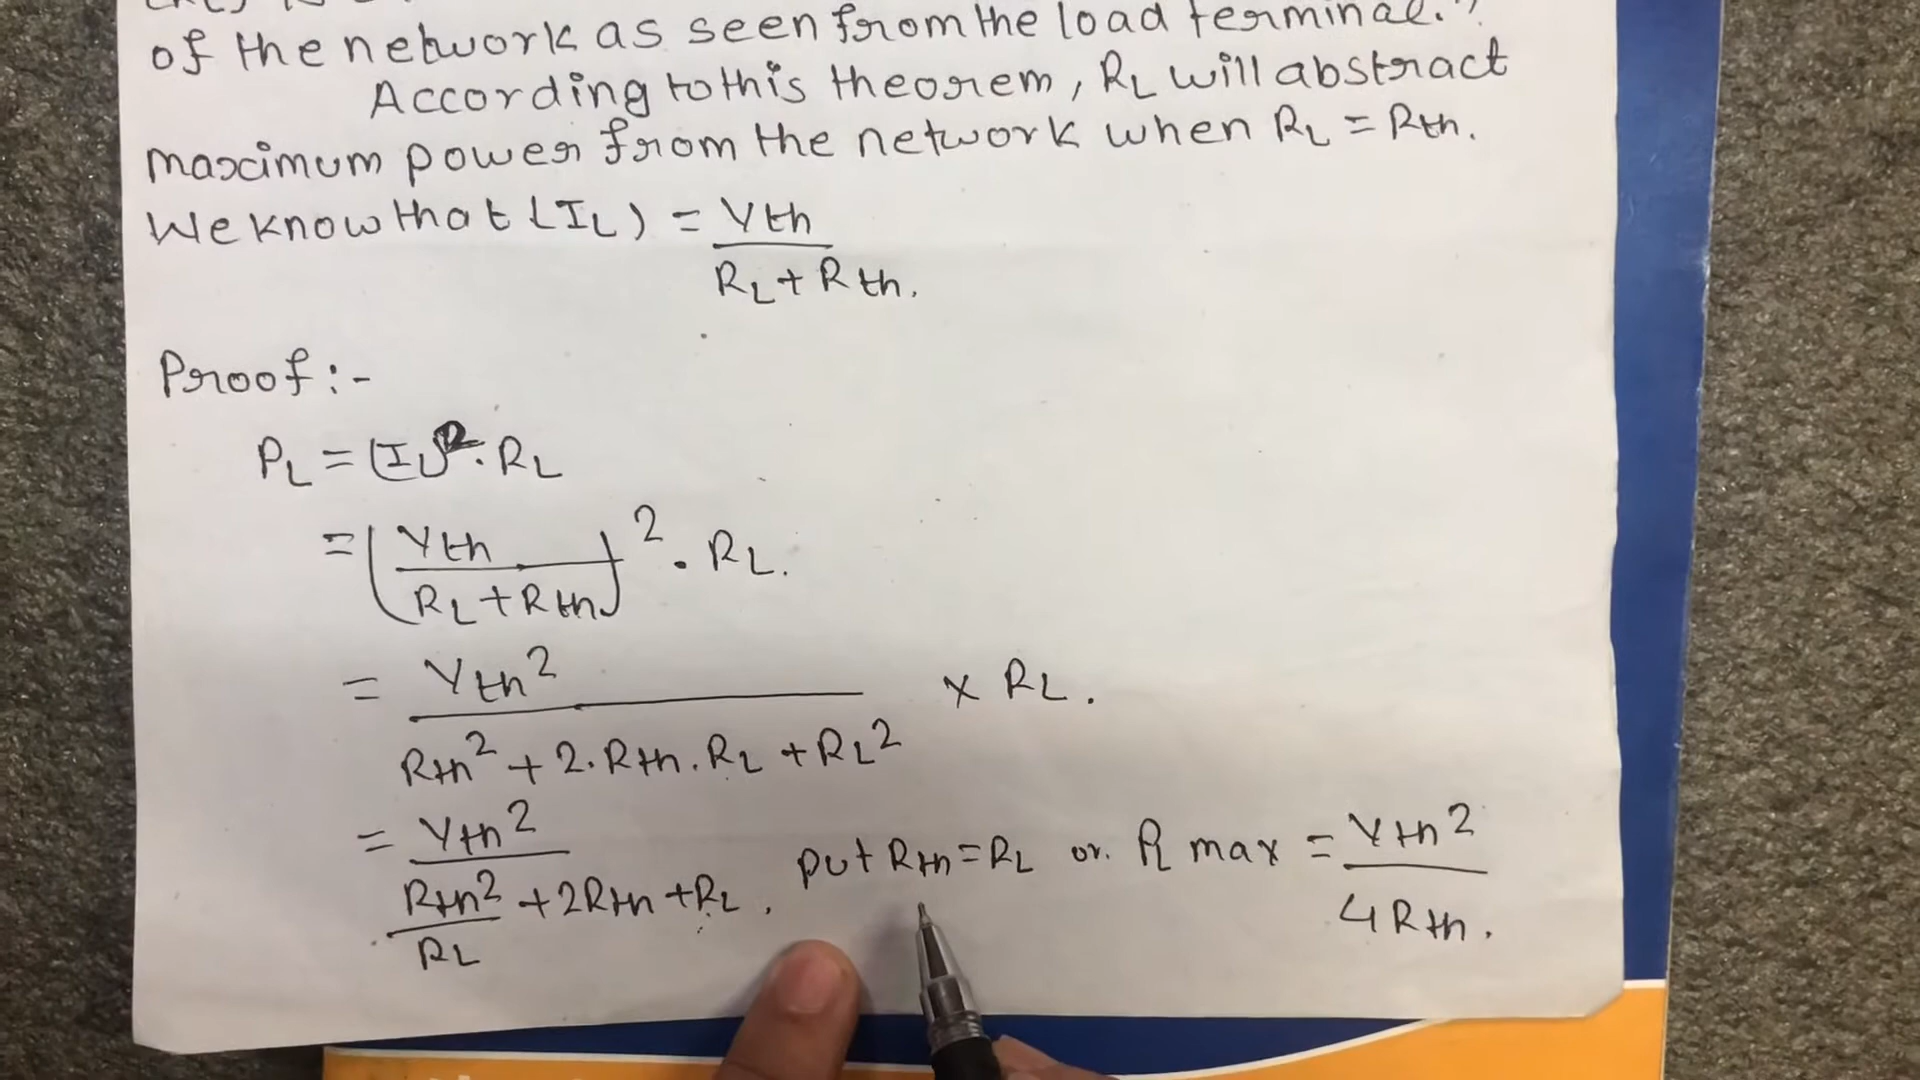 of the network as seen from the load terminal."
According to this theorem, RL will abstract
maximum power from the network when RL = Rth.
We know that (IL) = Vth / RL + Rth.
Proof :-
PL = (IL)². RL
= (Vth / RL + Rth)² . RL.
= Vth² / Rth² + 2. Rth. RL + RL² × RL.
= Vth² / Rth² / RL + 2Rth + RL, put Rth = RL or PL max = Vth² / 4Rth.